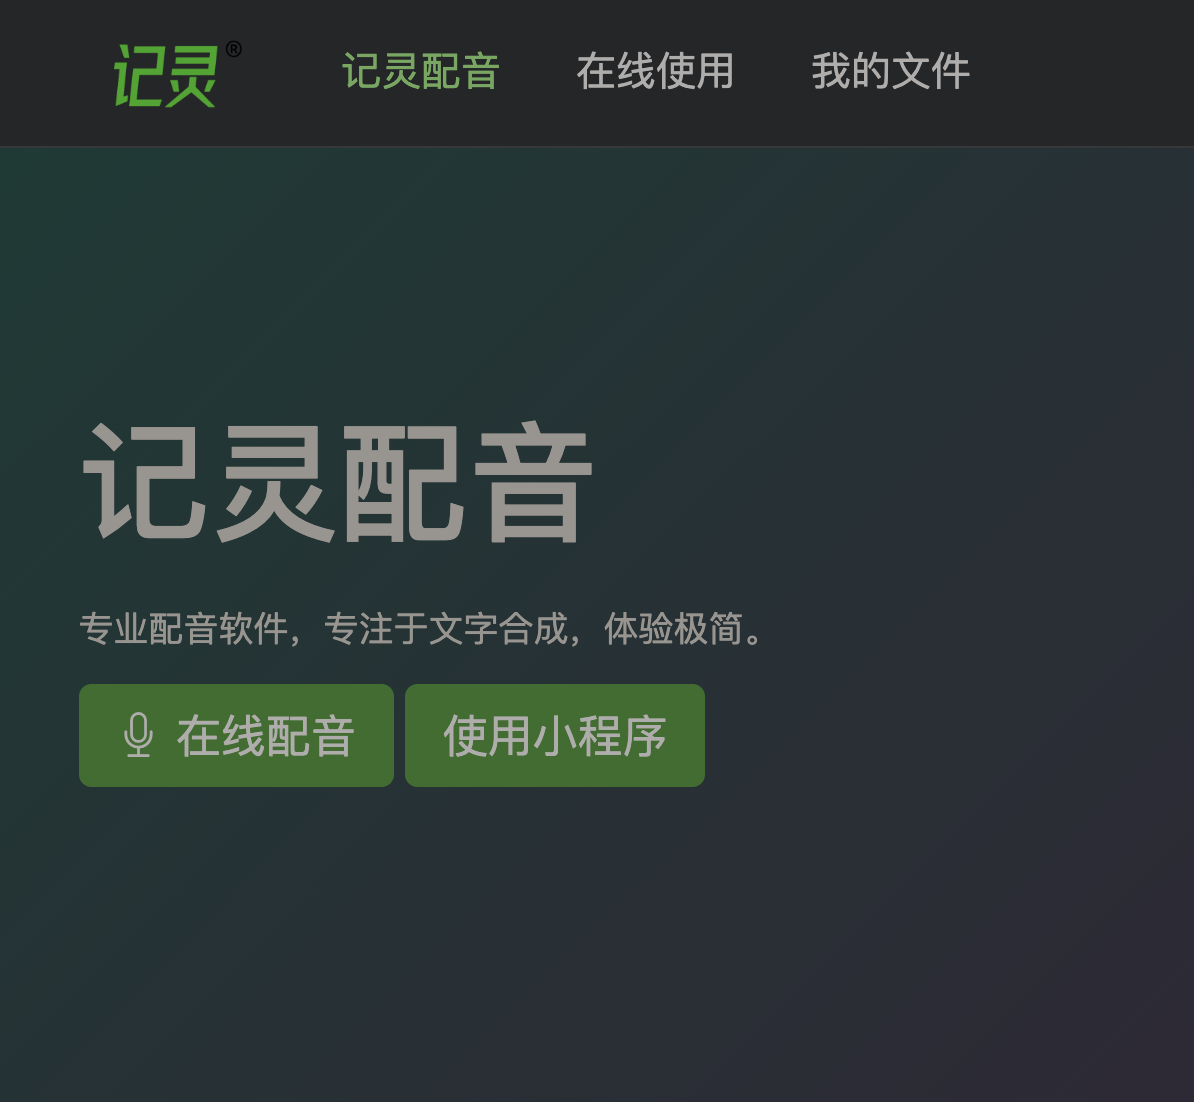 记灵®
记灵配音 在线使用 我的文件
记灵配音
专业配音软件，专注于文字合成，体验极简。
在线配音 使用小程序